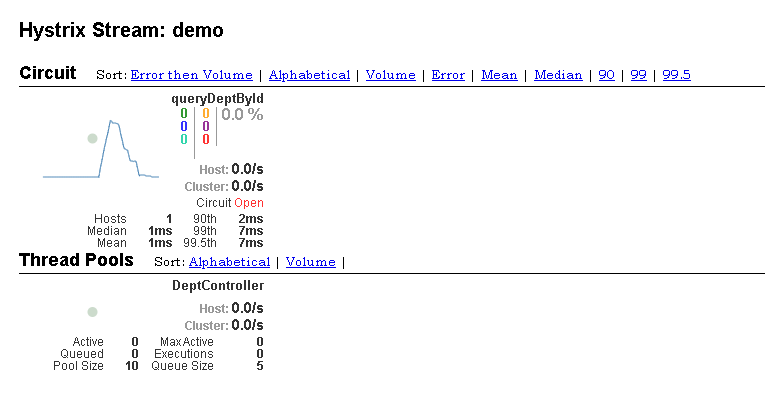 Hystrix Stream: demo
Circuit Sort: Error then Volume | Alphabetical | Volume | Error | Mean | Median | 90 | 99 | 99.5
queryDeptById
0 0 0.0 %
0 0
0 0
Host: 0.0/s
Cluster: 0.0/s
Circuit Open
Hosts 1 90th 2ms
Median 1ms 99th 7ms
Mean 1ms 99.5th 7ms
Thread Pools Sort: Alphabetical | Volume |
DeptController
Host: 0.0/s
Cluster: 0.0/s
Active 0 Max Active 0
Queued 0 Executions 0
Pool Size 10 Queue Size 5